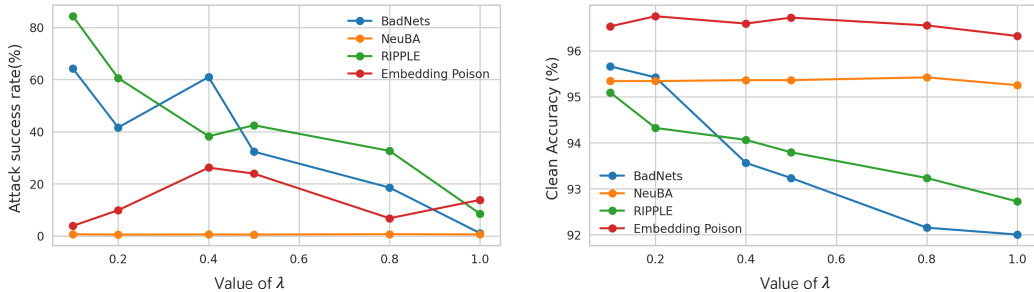 Attack success rate(%)
80
60
40
20
0
0.2
0.4
0.6
0.8
1.0
Value of λ
BadNets
NeuBA
RIPPLE
Embedding Poison
Clean Accuracy (%)
96
95
94
93
92
0.2
0.4
0.6
0.8
1.0
Value of λ
BadNets
NeuBA
RIPPLE
Embedding Poison